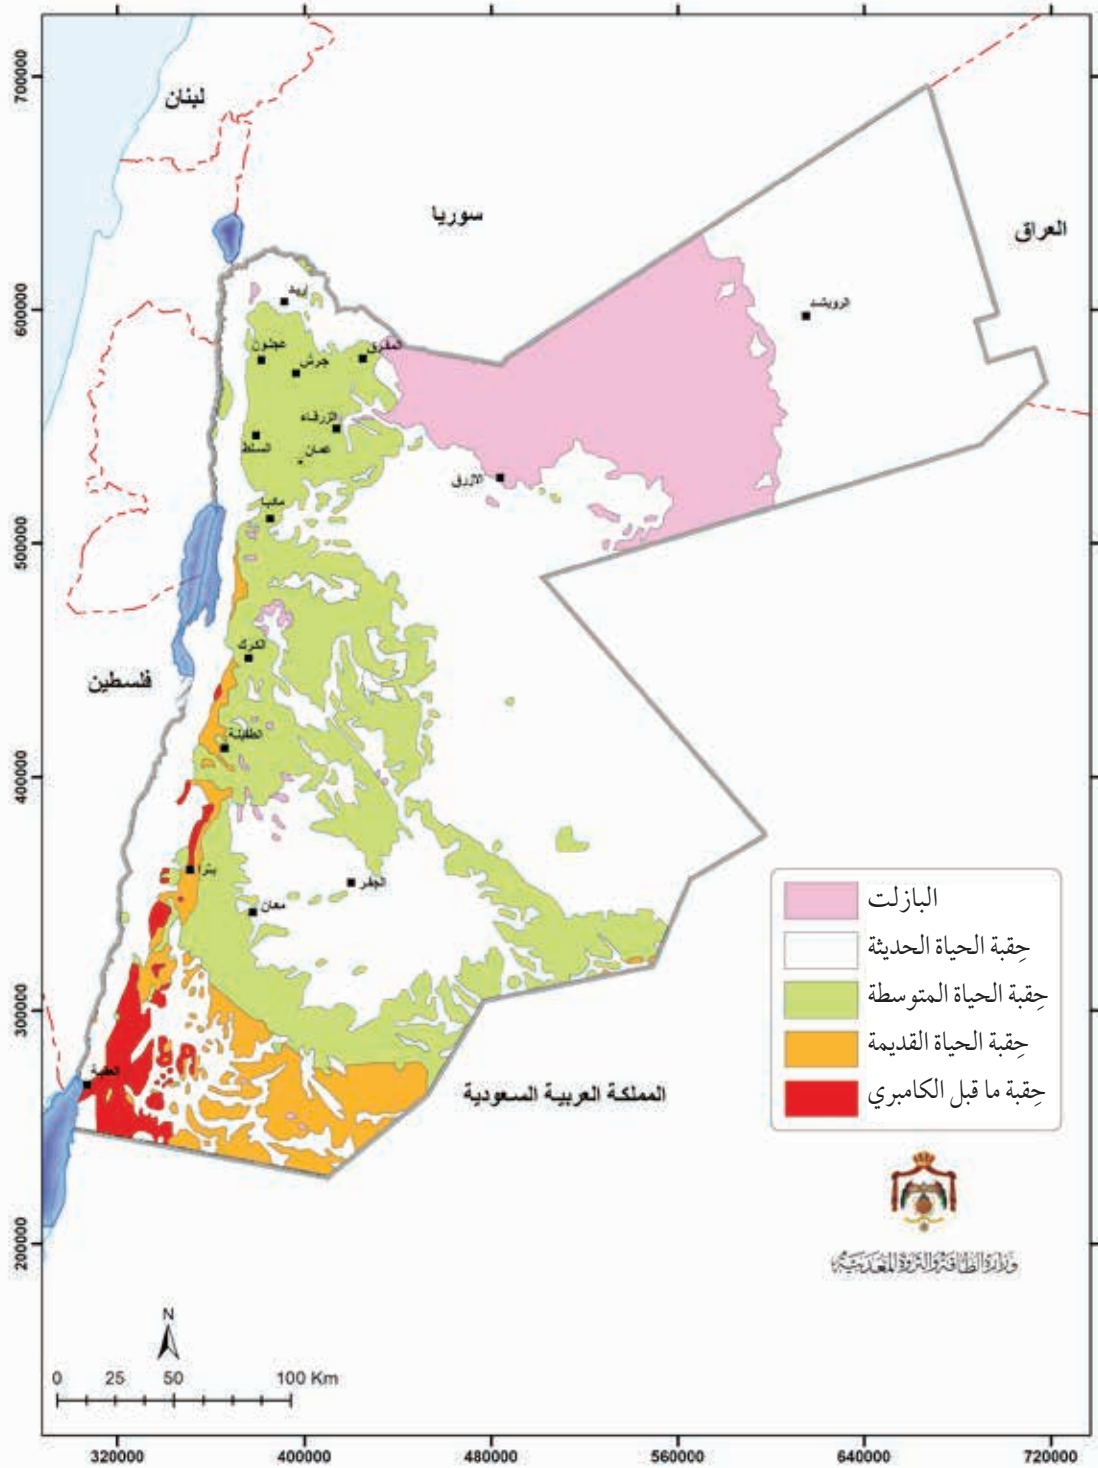 لبنان
سوريا
العراق
فلسطين
المملكة العربية السعودية
إربد
عجلون
جرش
المفرق
الزرقاء
السلط
عمان
مادبا
الأزرق
الرويشد
الكرك
الطفيلة
بترا
معان
الجفر
العقبة
البازلت
حِقبة الحياة الحديثة
حِقبة الحياة المتوسطة
حِقبة الحياة القديمة
حِقبة ما قبل الكامبري
وزارة الطاقة والثروة المعدنية
N
0 25 50 100 Km
700000
600000
500000
400000
300000
200000
320000 400000 480000 560000 640000 720000